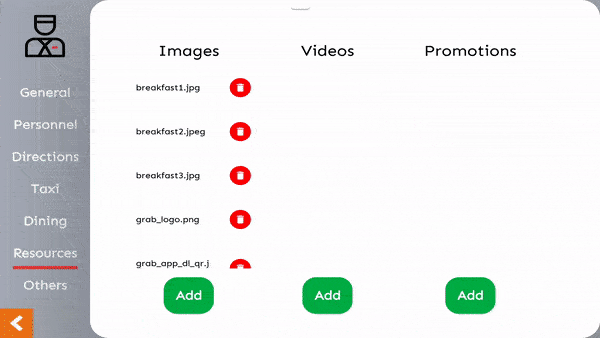 General
Personnel
Directions
Taxi
Dining
Resources
Others
Images Videos Promotions
breakfast1.jpg
breakfast2.jpeg
breakfast3.jpg
grab_logo.png
grab_app_dl_qr.j
Add Add Add